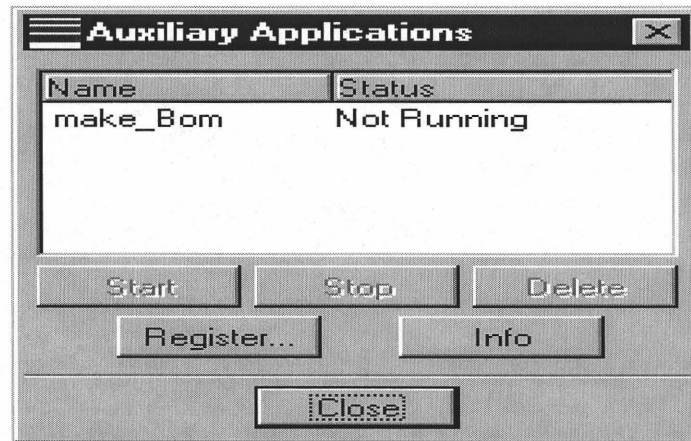 Auxiliary Applications
Name Status
make_Bom Not Running
Start Stop Delete
Register... Info
Close